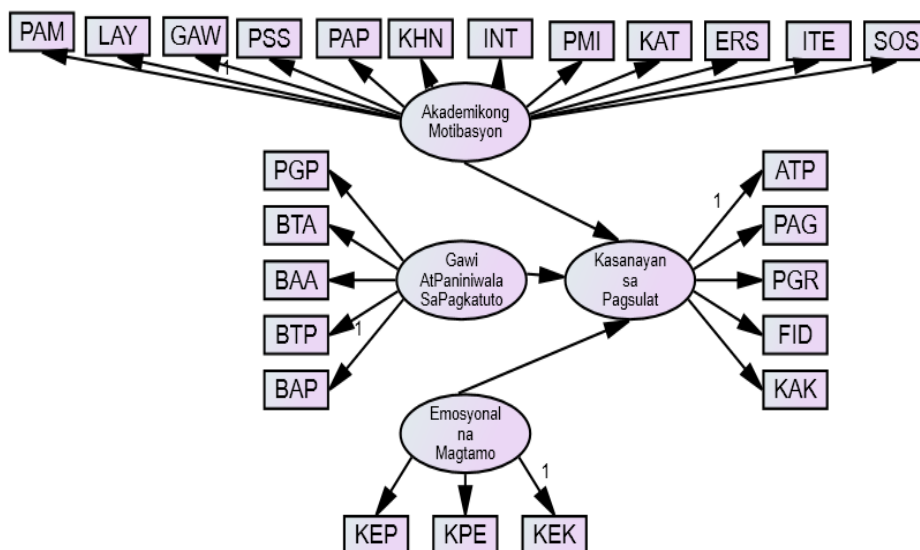 PAM LAY GAW PSS PAP KHN INT PMI KAT ERS ITE SOS
1
Akademikong
Motibasyon
PGP
BTA
BAA
BTP
BAP
1
Gawi
AtPaniniwala
SaPagkatuto
Kasanayan
sa
Pagsulat
1
ATP
PAG
PGR
FID
KAK
Emosyonal
na
Magtamo
1
KEP KPE KEK